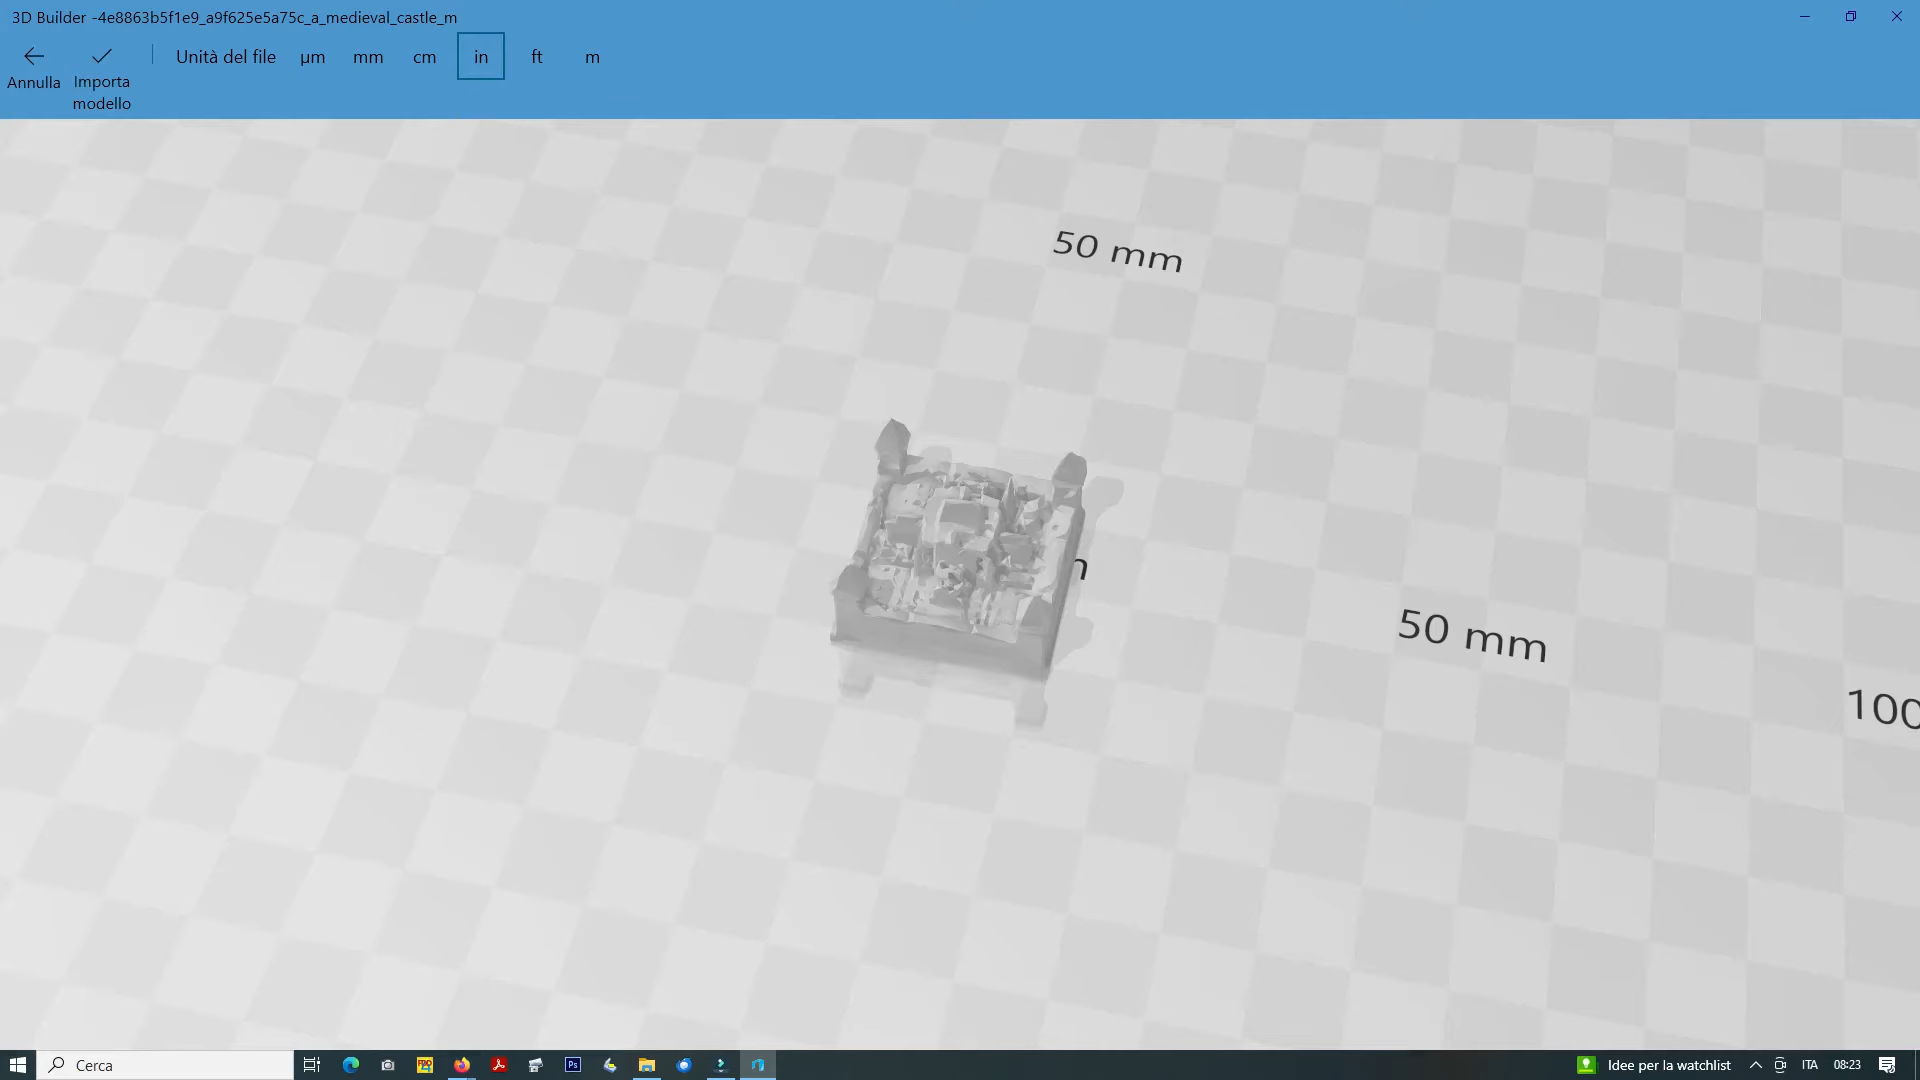 3D Builder -4e8863b5f1e9_a9f625e5a75c_a_medieval_castle_m
Annulla
Importa modello
Unità del file µm mm cm in ft m
50 mm
50 mm
100
Cerca
Ps
Idee per la watchlist
ITA
08:23